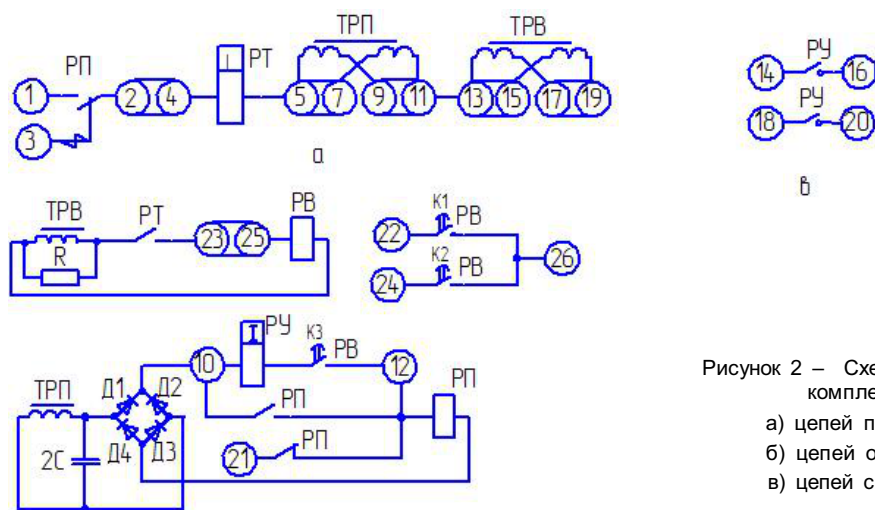 ТРП ТРВ
РП I РТ
1 2 4 5 7 9 11 13 15 17 19
3
а
РУ
14 16
РУ
18 20
в
ТРВ РТ РВ
R 23 25
К1 РВ
22
К2 РВ 26
24
I РУ К3 РВ
10 12
ТРП Д1 Д2 РП РП
2С Д4 Д3 РП
21
Рисунок 2 – Схе
компле
а) цепей п
б) цепей о
в) цепей с